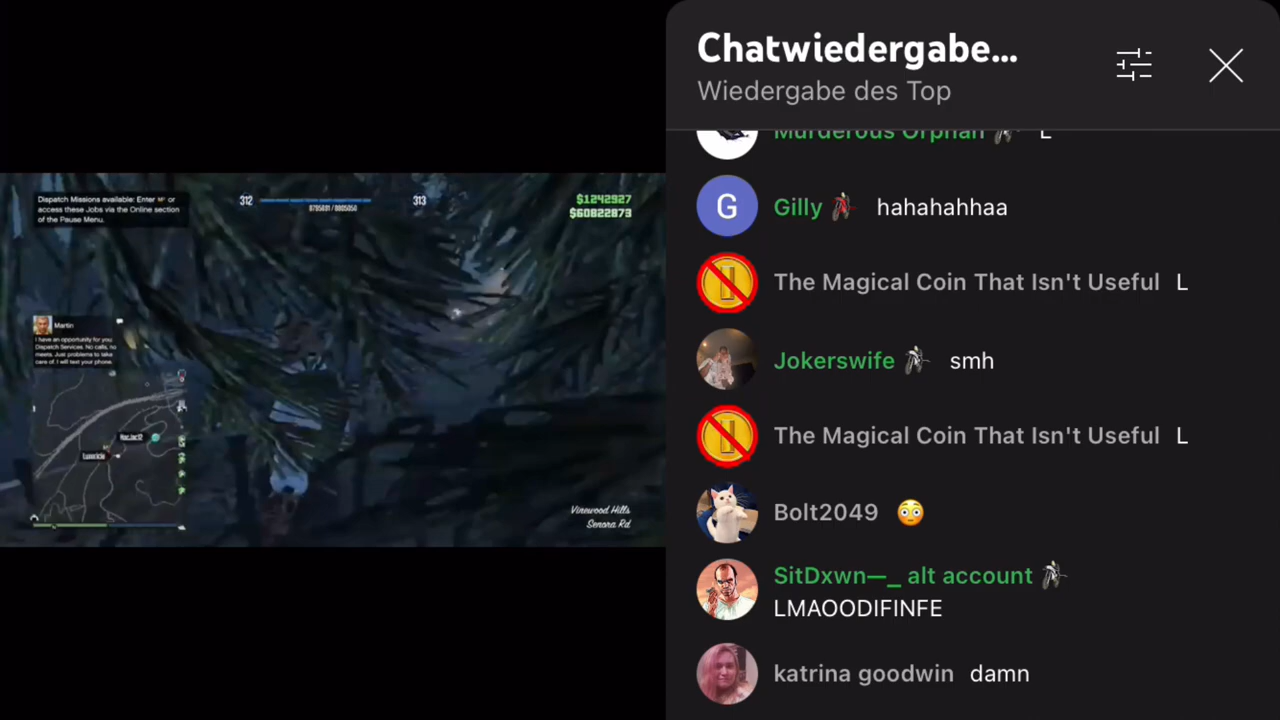 Dispatch Missions available: Enter or
access these Jobs via the Online section
of the Pause Menu.
312
313
$1242927
$60822873
Martin
I have an opportunity for you.
Dispatch Services. No calls, no
meets. Just problems to take
care of. I will text your phone.
Vinewood Hills
Senora Rd
Chatwiedergabe...
Wiedergabe des Top
Murderous Orphan L
G
Gilly hahahahhaa
The Magical Coin That Isn't Useful L
Jokerswife smh
The Magical Coin That Isn't Useful L
Bolt2049 😳
SitDxwn—_ alt account
LMAOODIFINFE
katrina goodwin damn